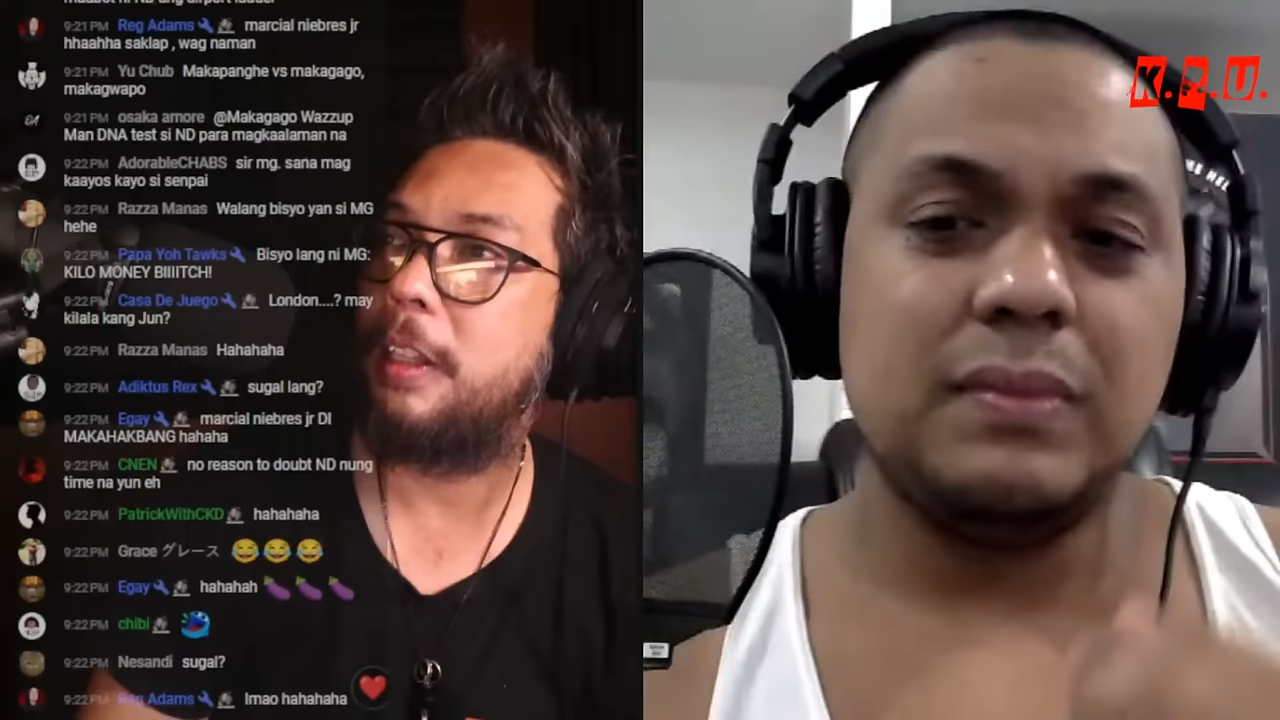 9:21 PM Reg Adams marcial niebres jr
hhaahha saklap , wag naman
9:21 PM Yu Chub Makapanghe vs makagago,
makagwapo
9:21 PM osaka amore @Makagago Wazzup
Man DNA test si ND para magkaalaman na
9:22 PM AdorableCHABS sir mg. sana mag
kaayos kayo si senpai
9:22 PM Razza Manas Walang bisyo yan si MG
hehe
9:22 PM Papa Yoh Tawks Bisyo lang ni MG:
KILO MONEY BIIIITCH!
9:22 PM Casa De Juego London....? may
kilala kang Jun?
9:22 PM Razza Manas Hahahaha
9:22 PM Adiktus Rex sugal lang?
9:22 PM Egay marcial niebres jr DI
MAKAHAKBANG hahaha
9:22 PM CNEN no reason to doubt ND nung
time na yun eh
9:22 PM PatrickWithCKD hahahaha
9:22 PM Grace グレース 😂😂😂
9:22 PM Egay hahahah 🍆🍆🍆
9:22 PM chibi
9:22 PM Nesandi sugal?
9:22 PM Reg Adams lmao hahahaha
K.P.U.